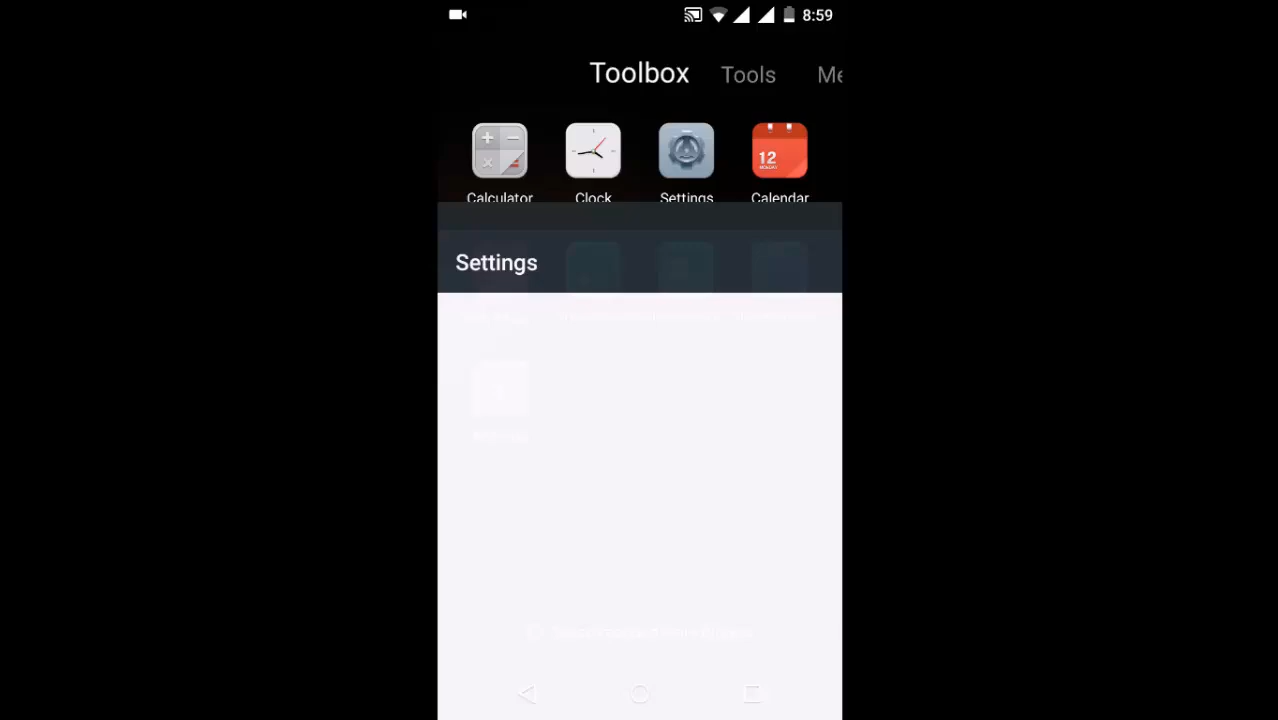 8:59
Toolbox Tools Me
Calculator Clock Settings Calendar
12
Settings